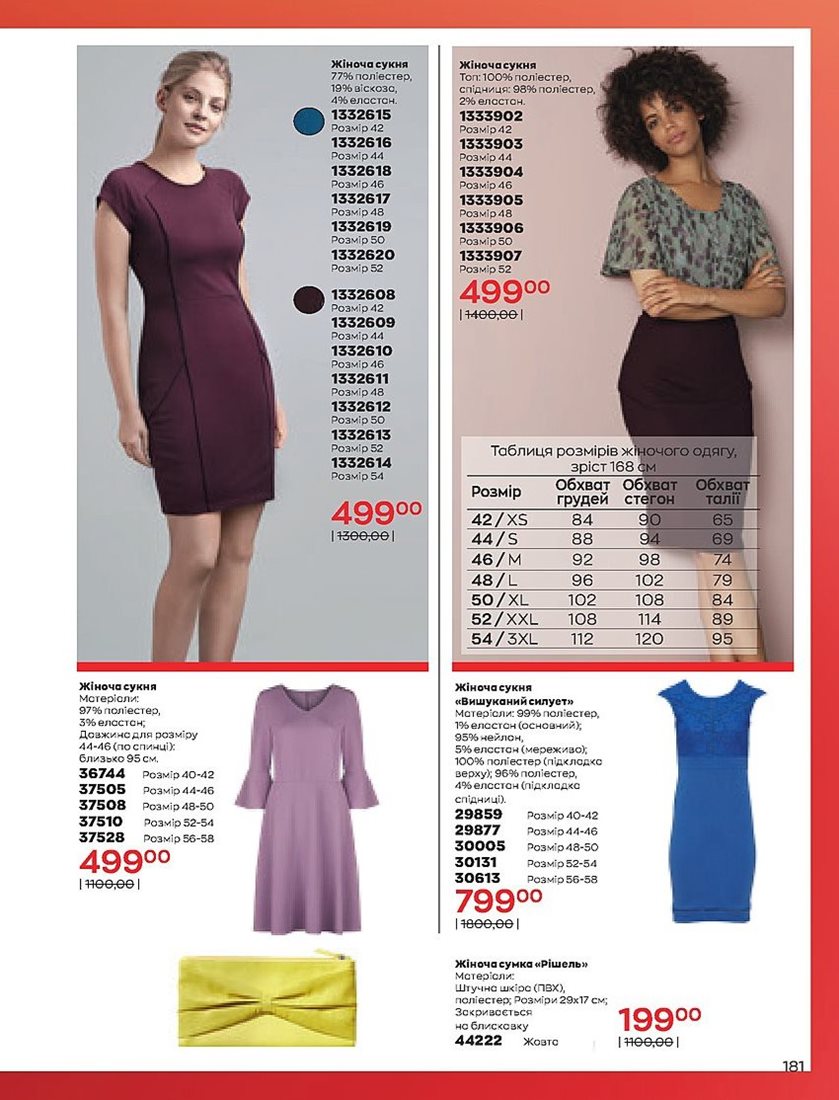 Жіноча сукня
77% поліестер,
19% віскоза,
4% еластан.
1332615
Розмір 42
1332616
Розмір 44
1332618
Розмір 46
1332617
Розмір 48
1332619
Розмір 50
1332620
Розмір 52
1332608
Розмір 42
1332609
Розмір 44
1332610
Розмір 46
1332611
Розмір 48
1332612
Розмір 50
1332613
Розмір 52
1332614
Розмір 54
499⁰⁰
| 1300,00 |
Жіноча сукня
Топ: 100% поліестер,
спідниця: 98% поліестер,
2% еластан.
1333902
Розмір 42
1333903
Розмір 44
1333904
Розмір 46
1333905
Розмір 48
1333906
Розмір 50
1333907
Розмір 52
499⁰⁰
| 1400,00 |
Таблиця розмірів жіночого одягу,
зріст 168 см
Розмір Обхват грудей Обхват стегон Обхват талії
42 / XS 84 90 65
44 / S 88 94 69
46 / M 92 98 74
48 / L 96 102 79
50 / XL 102 108 84
52 / XXL 108 114 89
54 / 3XL 112 120 95
Жіноча сукня
Матеріали:
97% поліестер,
3% еластан;
Довжина для розміру
44-46 (по спинці):
близько 95 см.
36744 Розмір 40-42
37505 Розмір 44-46
37508 Розмір 48-50
37510 Розмір 52-54
37528 Розмір 56-58
499⁰⁰
| 1100,00 |
Жіноча сукня
«Вишуканий силует»
Матеріали: 99% поліестер,
1% еластан (основний);
95% нейлон,
5% еластан (мереживо);
100% поліестер (підкладка
верху); 96% поліестер,
4% еластан (підкладка
спідниці).
29859 Розмір 40-42
29877 Розмір 44-46
30005 Розмір 48-50
30131 Розмір 52-54
30613 Розмір 56-58
799⁰⁰
| 1800,00 |
Жіноча сумка «Рішель»
Матеріали:
Штучна шкіра (ПВХ),
поліестер; Розміри 29х17 см;
Закривається
на блискавку
44222 Жовта
199⁰⁰
| 1100,00 |
181